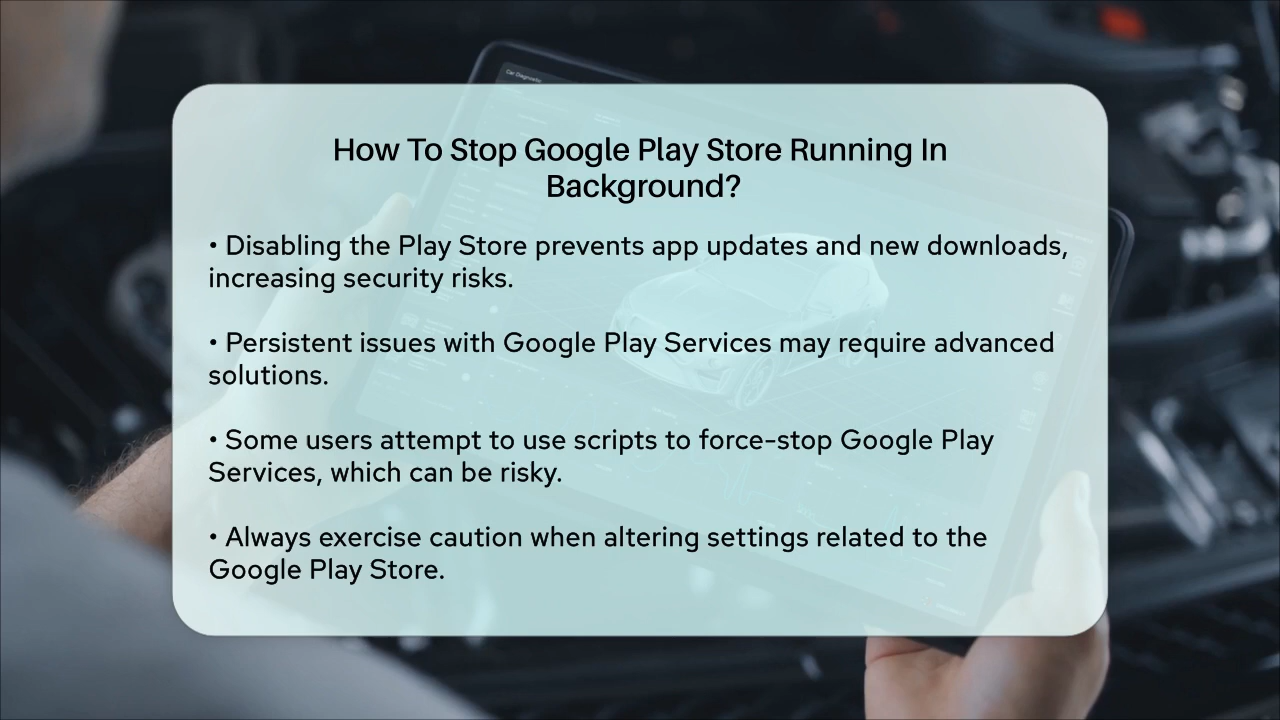 Car Diagnostic
How To Stop Google Play Store Running In
Background?
• Disabling the Play Store prevents app updates and new downloads,
increasing security risks.
• Persistent issues with Google Play Services may require advanced
solutions.
• Some users attempt to use scripts to force-stop Google Play
Services, which can be risky.
• Always exercise caution when altering settings related to the
Google Play Store.